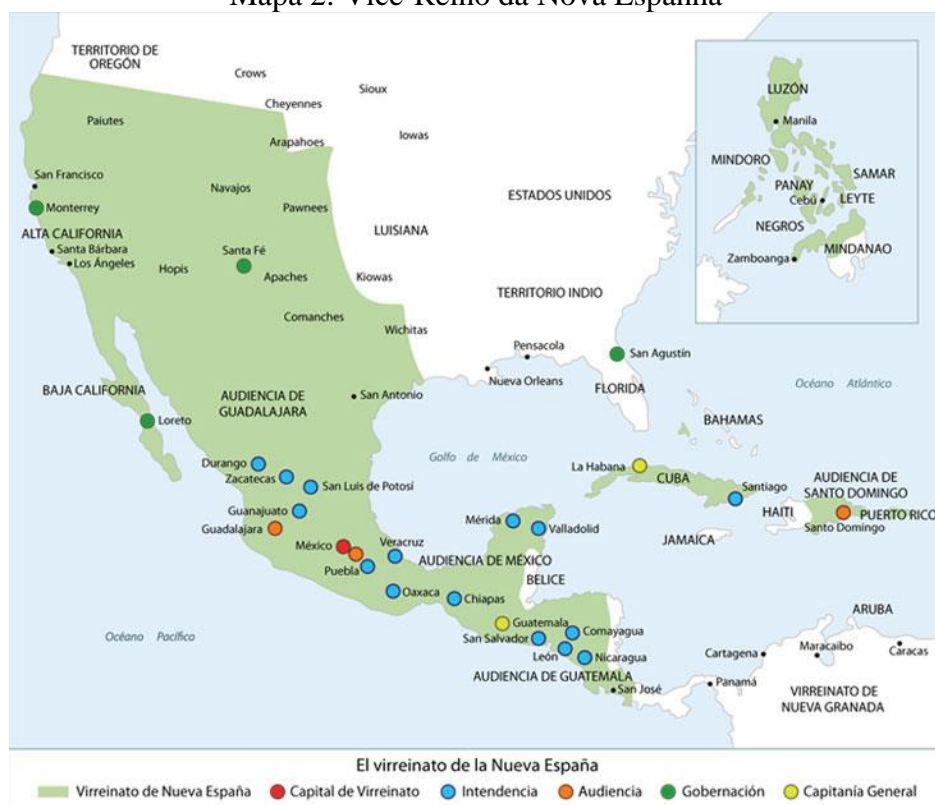 Mapa 2: Vice-Reino da Nova Espanha
TERRITORIO DE
OREGÓN
Crows
Sioux
Cheyennes
Paiutes
Iowas
Arapahoes
San Francisco
Navajos
Monterrey
Pawnees
ESTADOS UNIDOS
ALTA CALIFORNIA
LUISIANA
Santa Bárbara
Santa Fé
Los Ángeles
Hopis
Apaches
Kiowas
TERRITORIO INDIO
Comanches
Wichitas
Pensacola
San Agustín
Nueva Orleans
FLORIDA
BAJA CALIFORNIA
AUDIENCIA DE
GUADALAJARA
San Antonio
Océano Atlántico
Loreto
BAHAMAS
Golfo de México
Durango
Zacatecas
San Luis de Potosí
La Habana
CUBA
Santiago
AUDIENCIA DE
SANTO DOMINGO
Guanajuato
HAITI
PUERTO RICO
Guadalajara
Mérida
Valladolid
Santo Domingo
México
Veracruz
JAMAÍCA
Puebla
AUDIENCIA DE MÉXICO
BELICE
Oaxaca
Chiapas
Océano Pacífico
Guatemala
Comayagua
ARUBA
San Salvador
León
Nicaragua
Cartagena
Maracaibo
Caracas
AUDIENCIA DE GUATEMALA
San José
Panamá
VIRREINATO DE
NUEVA GRANADA
LUZÓN
Manila
MINDORO
SAMAR
PANAY
Cebú
LEYTE
NEGROS
MINDANAO
Zamboanga
El virreinato de la Nueva España
Virreinato de Nueva España
Capital de Virreinato
Intendencia
Audiencia
Gobernación
Capitanía General